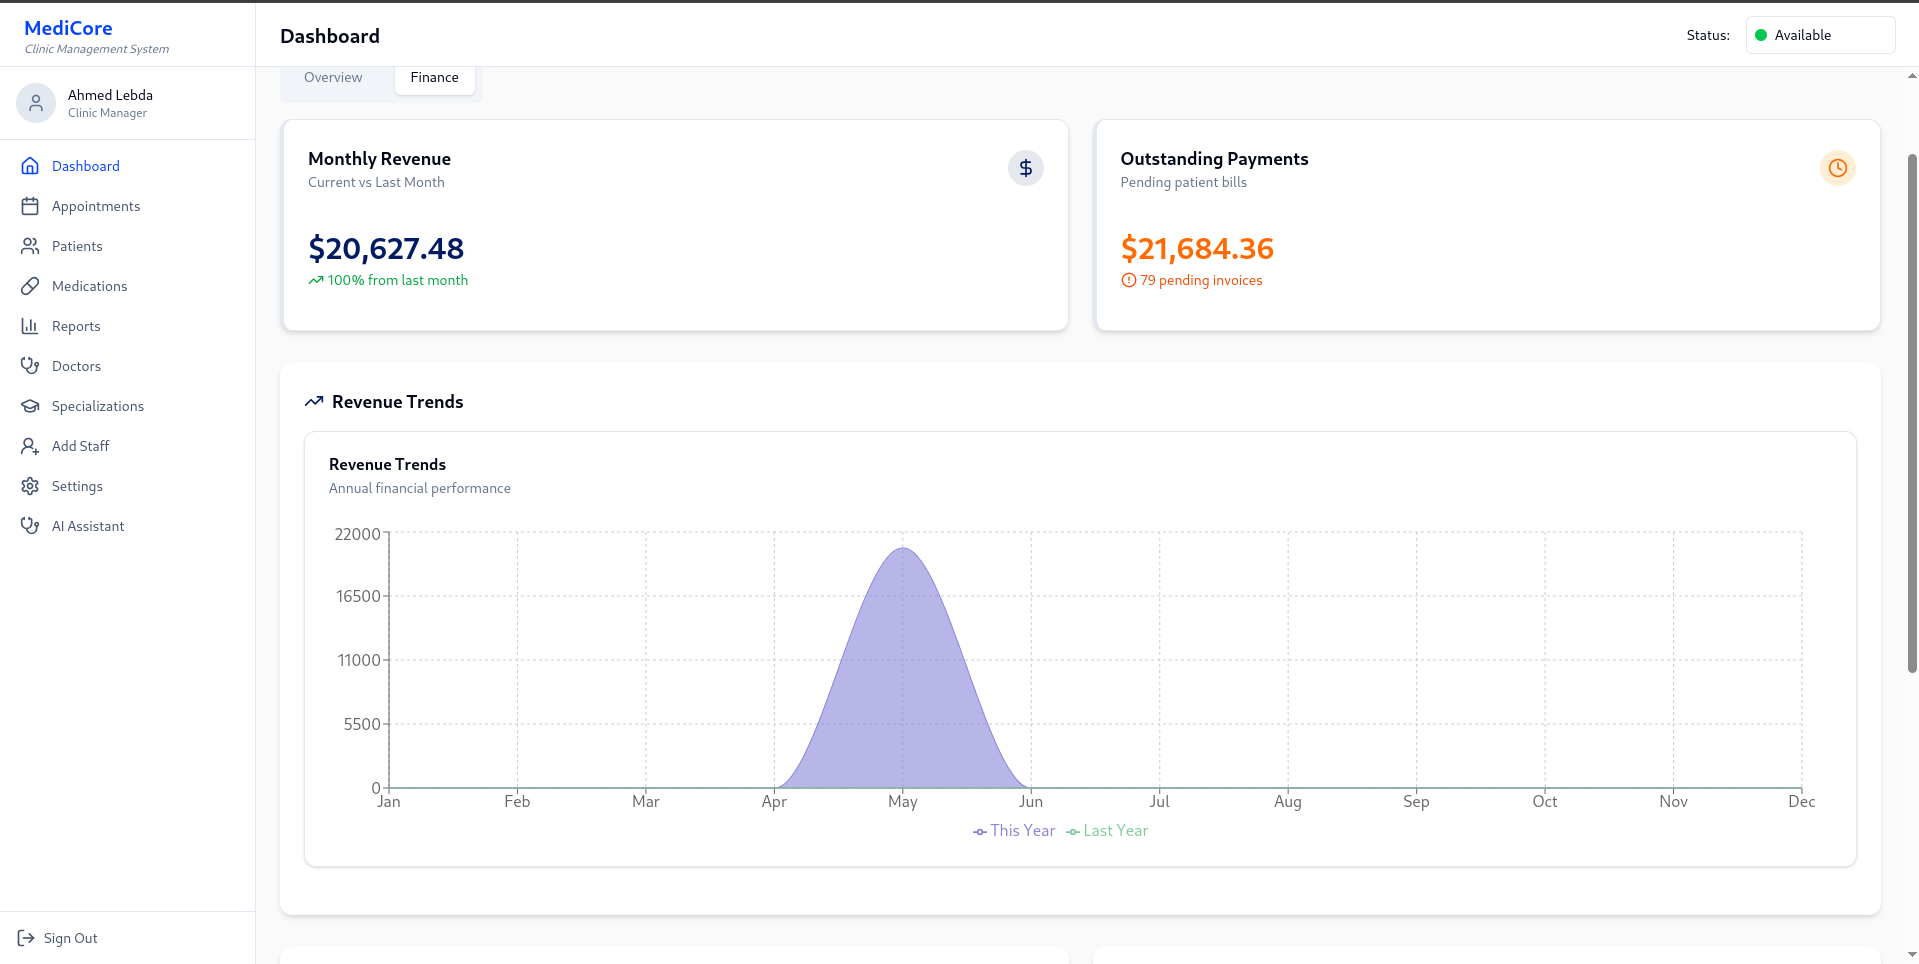 MediCore
Clinic Management System
Ahmed Lebda
Clinic Manager
Dashboard
Appointments
Patients
Medications
Reports
Doctors
Specializations
Add Staff
Settings
AI Assistant
Sign Out
Dashboard
Status: Available
Overview Finance
Monthly Revenue
Current vs Last Month
$
$20,627.48
100% from last month
Outstanding Payments
Pending patient bills
$21,684.36
79 pending invoices
Revenue Trends
Revenue Trends
Annual financial performance
22000
16500
11000
5500
0
Jan Feb Mar Apr May Jun Jul Aug Sep Oct Nov Dec
This Year Last Year